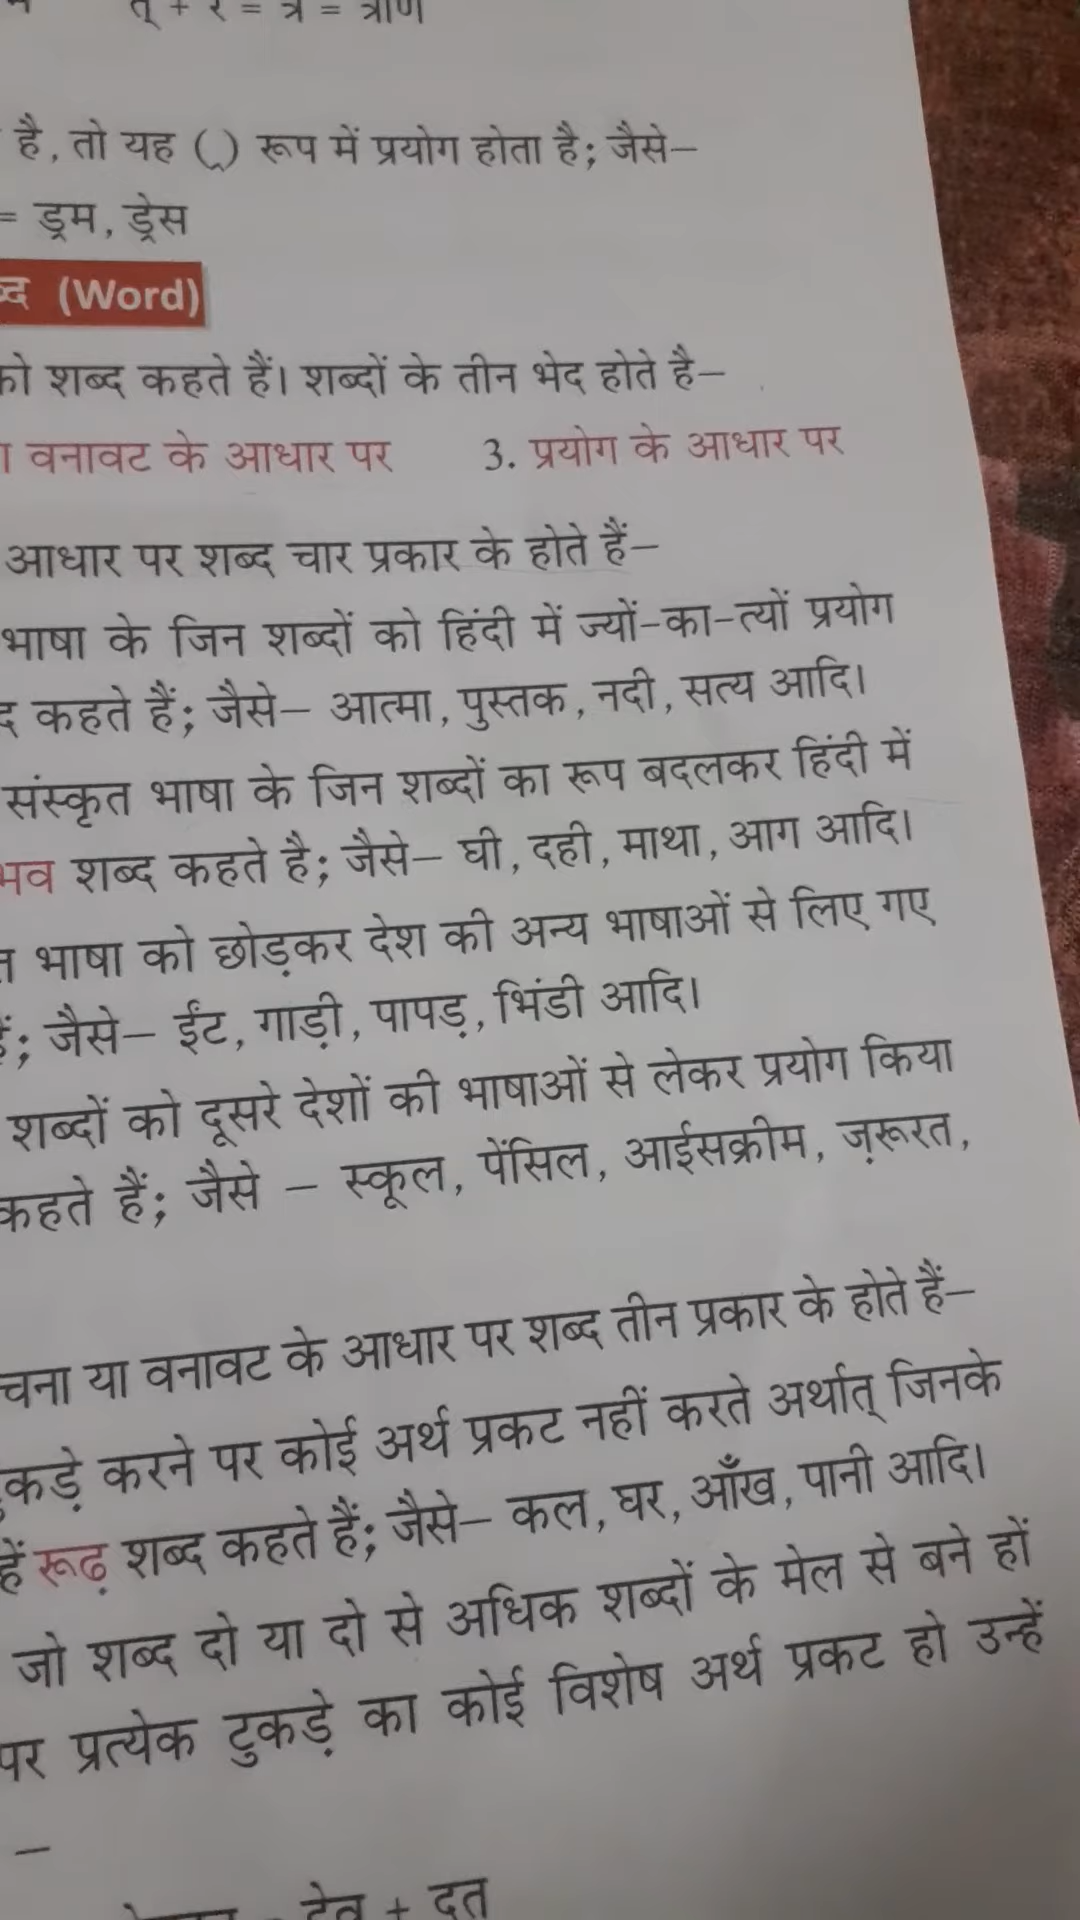 त् + र = त्र = त्राण
है, तो यह (्र) रूप में प्रयोग होता है; जैसे–
= ड्रम, ड्रेस
(Word)
को शब्द कहते हैं। शब्दों के तीन भेद होते है–
वनावट के आधार पर 3. प्रयोग के आधार पर
आधार पर शब्द चार प्रकार के होते हैं–
भाषा के जिन शब्दों को हिंदी में ज्यों-का-त्यों प्रयोग
कहते हैं; जैसे– आत्मा, पुस्तक, नदी, सत्य आदि।
संस्कृत भाषा के जिन शब्दों का रूप बदलकर हिंदी में
भव शब्द कहते है; जैसे– घी, दही, माथा, आग आदि।
भाषा को छोड़कर देश की अन्य भाषाओं से लिए गए
; जैसे– ईंट, गाड़ी, पापड़, भिंडी आदि।
शब्दों को दूसरे देशों की भाषाओं से लेकर प्रयोग किया
कहते हैं; जैसे – स्कूल, पेंसिल, आईसक्रीम, ज़रूरत,
चना या वनावट के आधार पर शब्द तीन प्रकार के होते हैं–
कड़े करने पर कोई अर्थ प्रकट नहीं करते अर्थात् जिनके
हें रूढ़ शब्द कहते हैं; जैसे– कल, घर, आँख, पानी आदि।
जो शब्द दो या दो से अधिक शब्दों के मेल से बने हों
पर प्रत्येक टुकड़े का कोई विशेष अर्थ प्रकट हो उन्हें
–
देव + दत